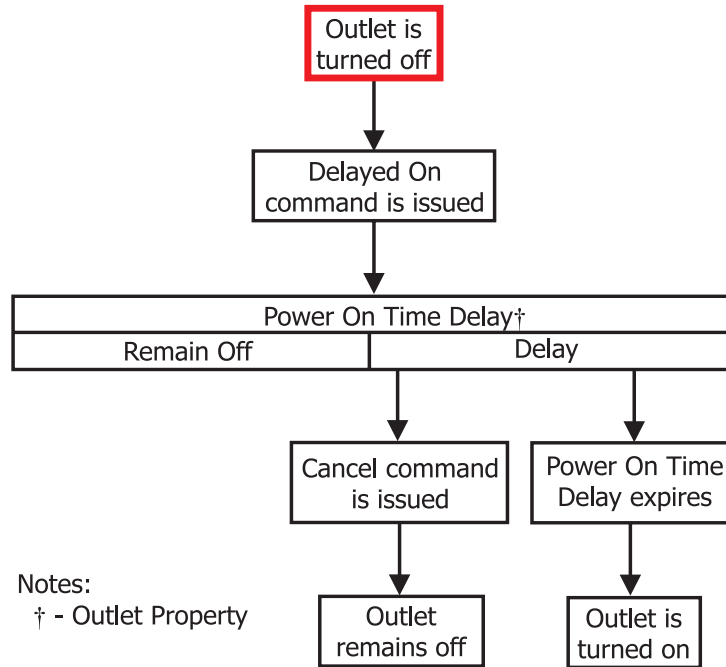 Outlet is
turned off
Delayed On
command is issued
Power On Time Delay†
Remain Off
Delay
Cancel command
is issued
Power On Time
Delay expires
Notes:
† - Outlet Property
Outlet
remains off
Outlet is
turned on